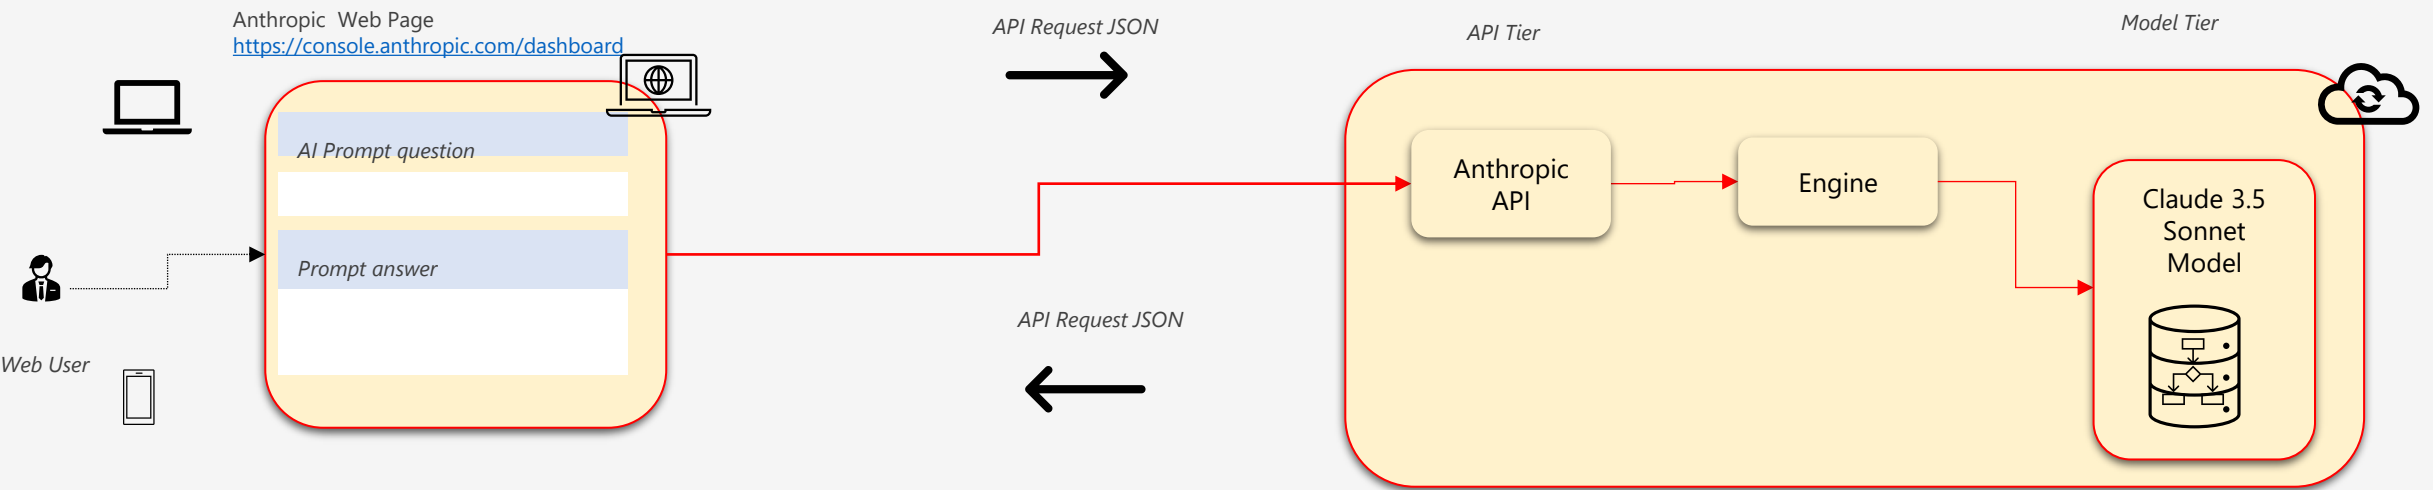 Anthropic  Web Page
https://console.anthropic.com/dashboard
API Request JSON
API Tier
Model Tier
AI Prompt question
Prompt answer
Web User
API Request JSON
Anthropic
API
Engine
Claude 3.5
Sonnet
Model